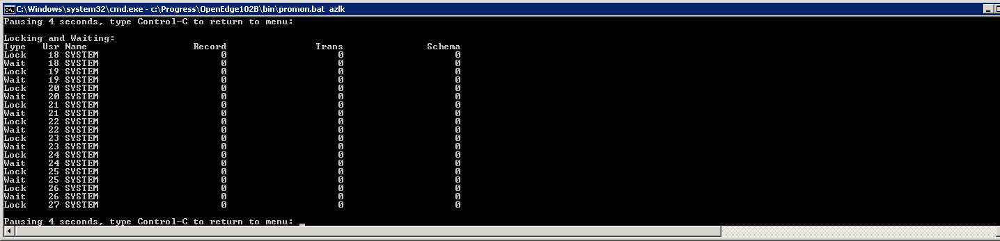 C:\Windows\system32\cmd.exe - c:\Progress\OpenEdge102B\bin\promon.bat azlk
Pausing 4 seconds, type Control-C to return to menu:
Locking and Waiting:
Type Usr Name Record Trans Schema
Lock 18 SYSTEM 0 0 0
Wait 18 SYSTEM 0 0 0
Lock 19 SYSTEM 0 0 0
Wait 19 SYSTEM 0 0 0
Lock 20 SYSTEM 0 0 0
Wait 20 SYSTEM 0 0 0
Lock 21 SYSTEM 0 0 0
Wait 21 SYSTEM 0 0 0
Lock 22 SYSTEM 0 0 0
Wait 22 SYSTEM 0 0 0
Lock 23 SYSTEM 0 0 0
Wait 23 SYSTEM 0 0 0
Lock 24 SYSTEM 0 0 0
Wait 24 SYSTEM 0 0 0
Lock 25 SYSTEM 0 0 0
Wait 25 SYSTEM 0 0 0
Lock 26 SYSTEM 0 0 0
Wait 26 SYSTEM 0 0 0
Lock 27 SYSTEM 0 0 0
Pausing 4 seconds, type Control-C to return to menu: